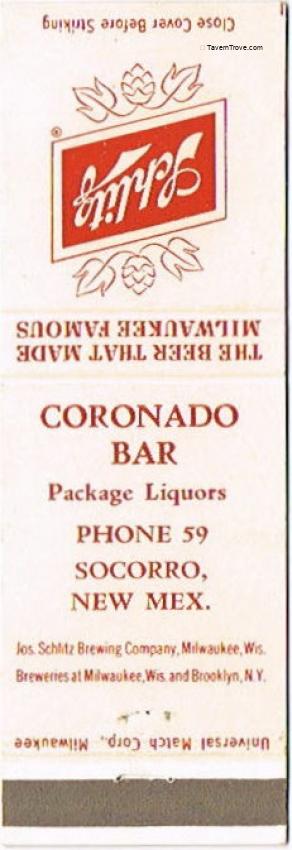 Close Cover Before Striking
© TavernTrove.com
Schlitz
®
THE BEER THAT MADE
MILWAUKEE FAMOUS
CORONADO
BAR
Package Liquors
PHONE 59
SOCORRO,
NEW MEX.
Jos. Schlitz Brewing Company, Milwaukee, Wis.
Breweries at Milwaukee, Wis. and Brooklyn, N.Y.
Universal Match Corp., Milwaukee